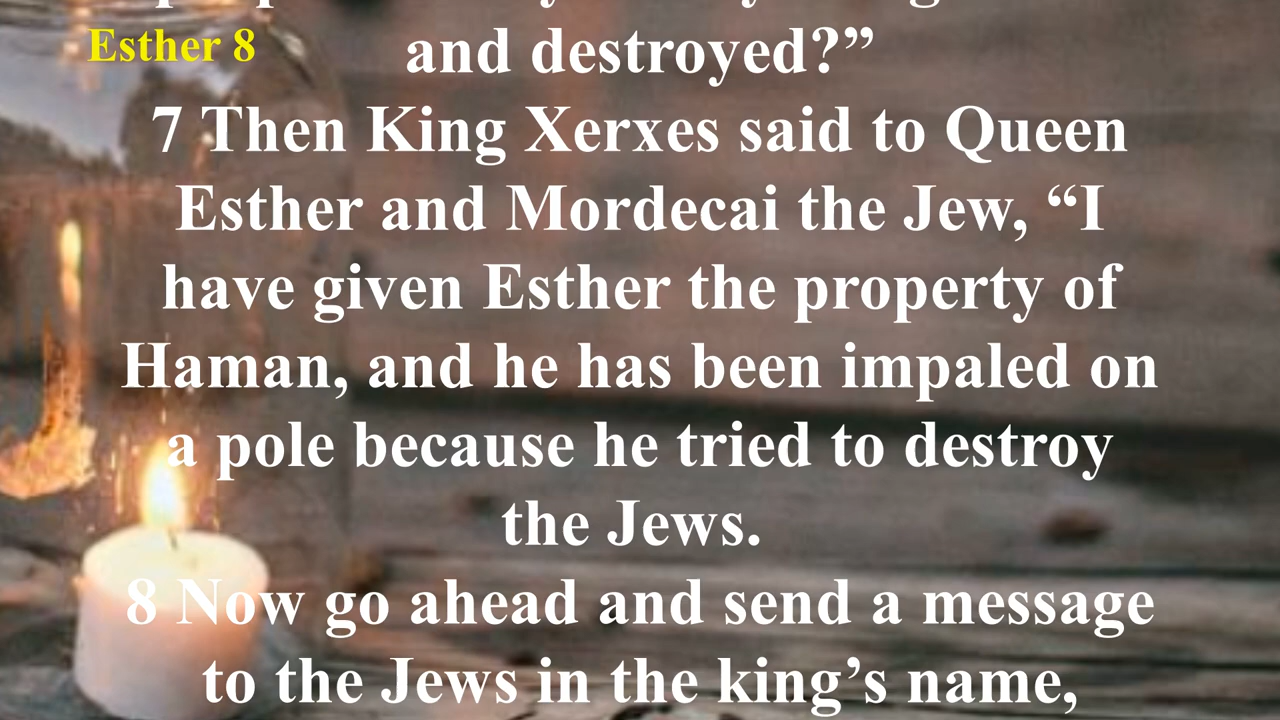 Esther 8
and destroyed?”
7 Then King Xerxes said to Queen
Esther and Mordecai the Jew, “I
have given Esther the property of
Haman, and he has been impaled on
a pole because he tried to destroy
the Jews.
8 Now go ahead and send a message
to the Jews in the king’s name,